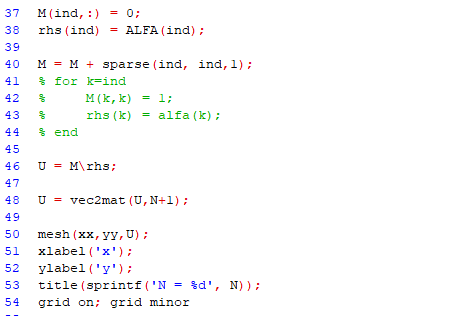 37 M(ind,:) = 0;
38 rhs(ind) = ALFA(ind);
39
40 M = M + sparse(ind, ind,1);
41 % for k=ind
42 %     M(k,k) = 1;
43 %     rhs(k) = alfa(k);
44 % end
45
46 U = M\rhs;
47
48 U = vec2mat(U,N+1);
49
50 mesh(xx,yy,U);
51 xlabel('x');
52 ylabel('y');
53 title(sprintf('N = %d', N));
54 grid on; grid minor